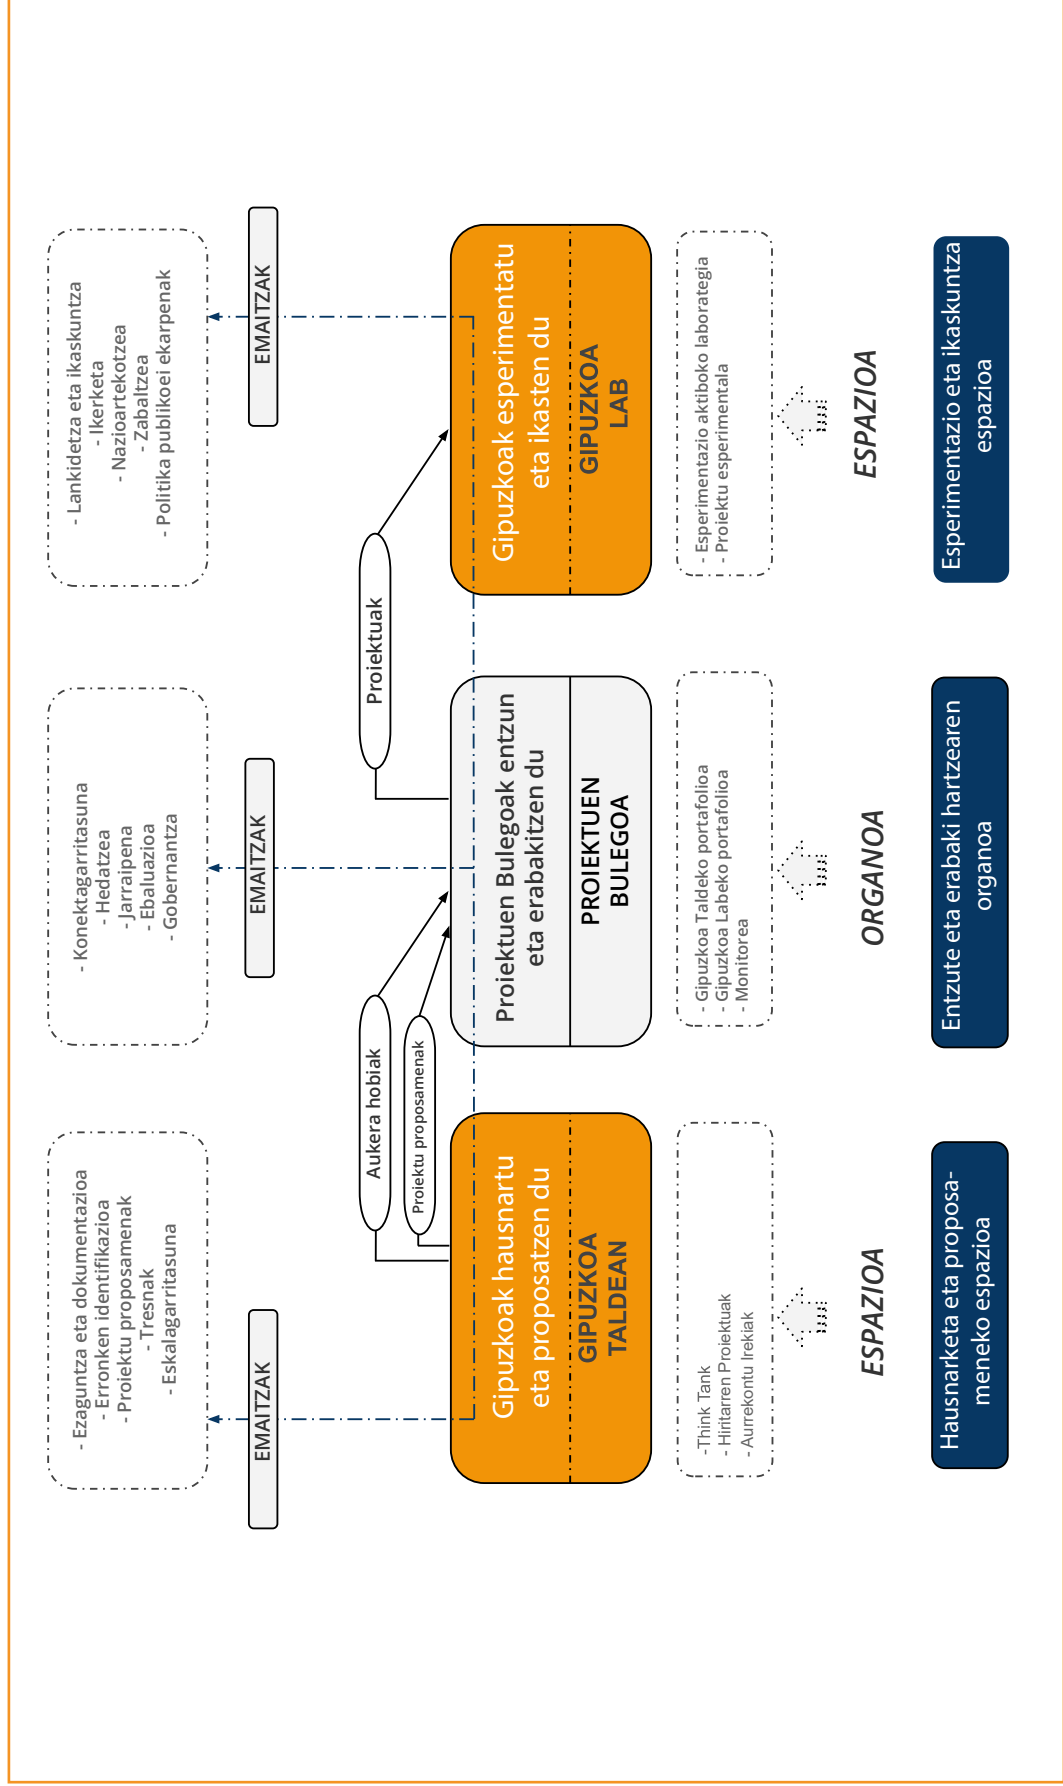 - Ezaguntza eta dokumentazioa
- Erronken identifikazioa
- Proiektu proposamenak
- Tresnak
- Eskalagarritasuna
EMAITZAK
Aukera hobiak
Proiektu proposamenak
Gipuzkoak hausnartu
eta proposatzen du
GIPUZKOA
TALDEAN
-Think Tank
- Hiritarren Proiektuak
- Aurrekontu Irekiak
ESPAZIOA
Hausnarketa eta proposa-
meneko espazioa
- Konektagarritasuna
- Hedatzea
-Jarraipena
- Ebaluazioa
- Gobernantza
EMAITZAK
Proiektuak
Proiektuen Bulegoak entzun
eta erabakitzen du
PROIEKTUEN
BULEGOA
- Gipuzkoa Taldeko portafolioa
- Gipuzkoa Labeko portafolioa
- Monitorea
ORGANOA
Entzute eta erabaki hartzearen
organoa
- Lankidetza eta ikaskuntza
- Ikerketa
- Nazioartekotzea
- Zabaltzea
- Politika publikoei ekarpenak
EMAITZAK
Gipuzkoak esperimentatu
eta ikasten du
GIPUZKOA
LAB
- Esperimentazio aktiboko laborategia
- Proiektu esperimentala
ESPAZIOA
Esperimentazio eta ikaskuntza
espazioa